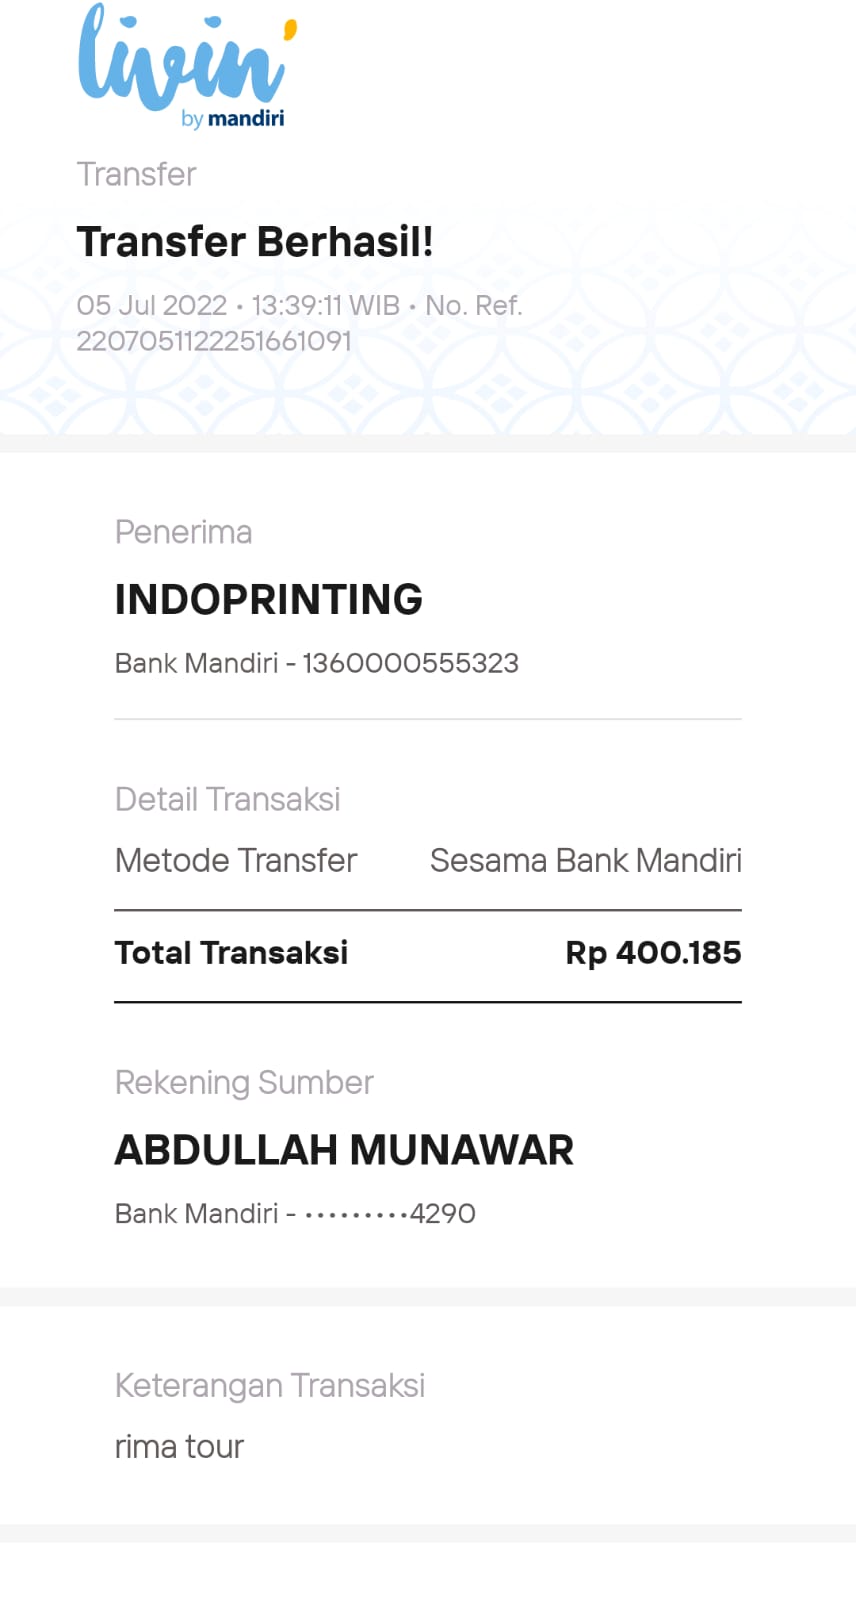 livin'
by mandiri
Transfer
Transfer Berhasil!
05 Jul 2022 • 13:39:11 WIB • No. Ref.
2207051122251661091
Penerima
INDOPRINTING
Bank Mandiri - 1360000555323
Detail Transaksi
Metode Transfer Sesama Bank Mandiri
Total Transaksi Rp 400.185
Rekening Sumber
ABDULLAH MUNAWAR
Bank Mandiri - •••••••••4290
Keterangan Transaksi
rima tour